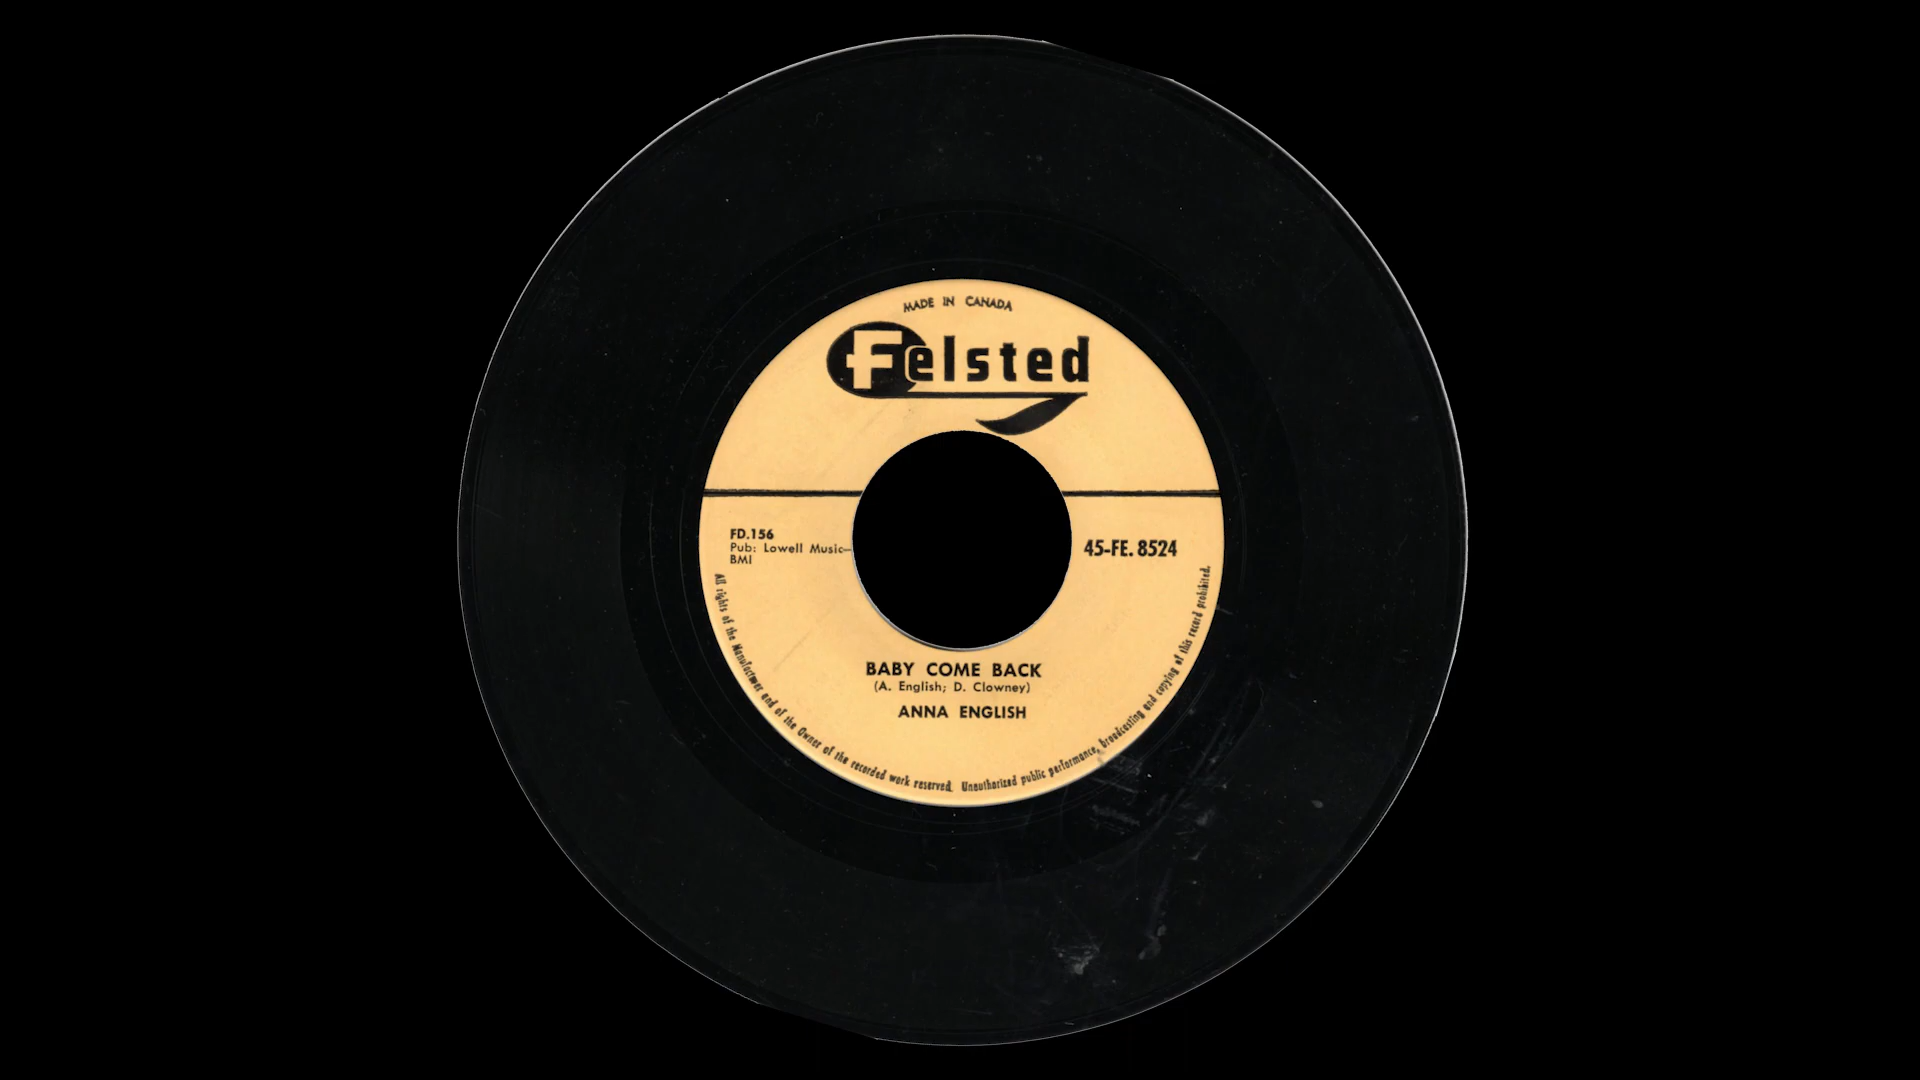 MADE IN CANADA
Felsted
FD.156
Pub: Lowell Music—
BMI
45-FE. 8524
BABY COME BACK
(A. English; D. Clowney)
ANNA ENGLISH
All rights of the Manufacturer and of the Owner of the recorded work reserved. Unauthorized public performance, broadcasting and copying of this record prohibited.